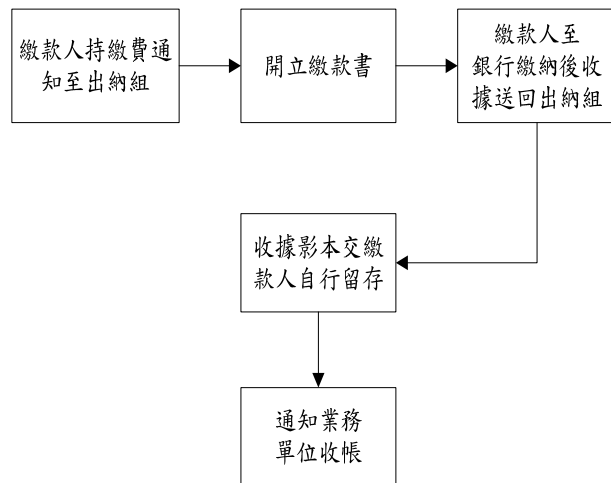 繳款人持繳費通
知至出納組
開立繳款書
繳款人至
銀行繳納後收
據送回出納組
收據影本交繳
款人自行留存
通知業務
單位收帳